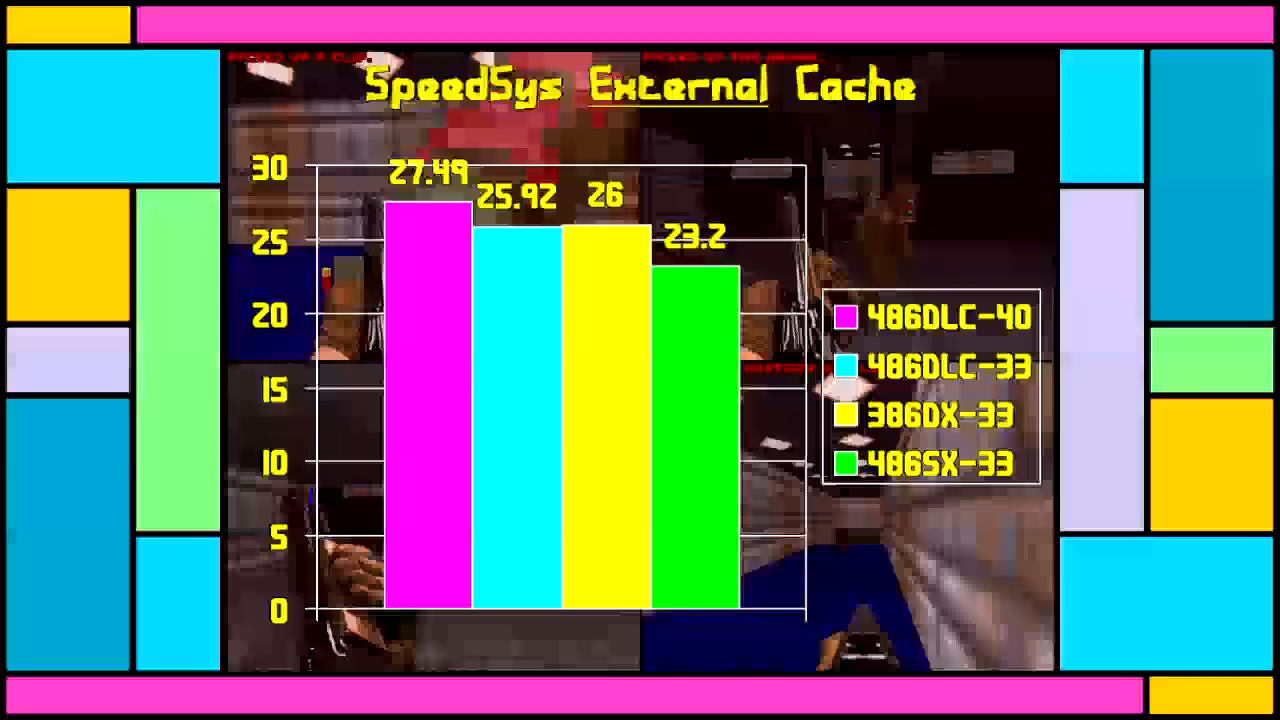 SpeedSys External Cache
30
27.49
25.92
26
25
23.2
20
486DLC-40
486DLC-33
15
386DX-33
10
486SX-33
5
0